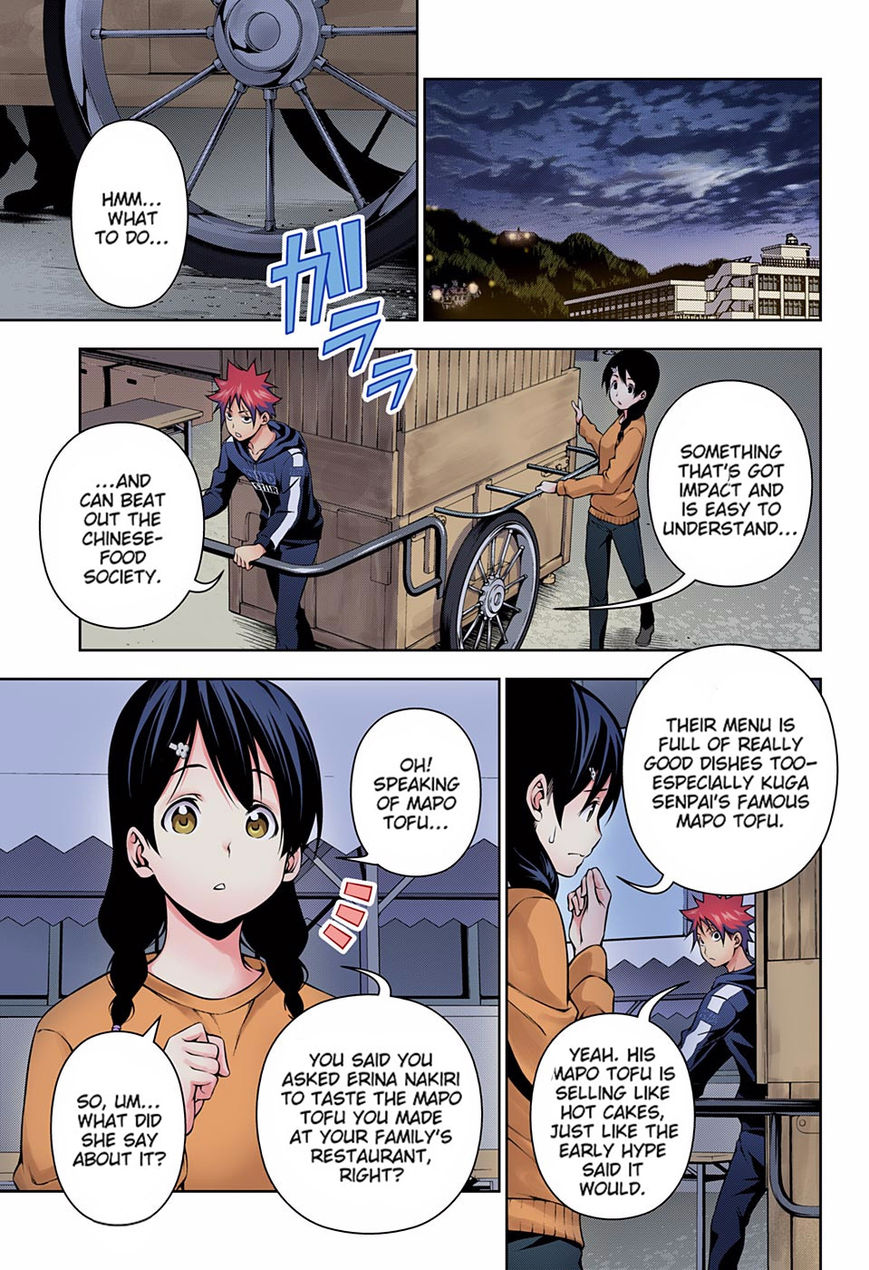 HMM...
WHAT
TO DO...
ガラララ
SOMETHING
THAT'S GOT
IMPACT AND
IS EASY TO
UNDERSTAND...
...AND
CAN BEAT
OUT THE
CHINESE-
FOOD
SOCIETY.
THEIR MENU IS
FULL OF REALLY
GOOD DISHES TOO-
ESPECIALLY KUGA
SENPAI'S FAMOUS
MAPO TOFU.
YEAH. HIS
MAPO TOFU IS
SELLING LIKE
HOT CAKES,
JUST LIKE THE
EARLY HYPE
SAID IT
WOULD.
OH!
SPEAKING
OF MAPO
TOFU...
YOU SAID YOU
ASKED ERINA NAKIRI
TO TASTE THE MAPO
TOFU YOU MADE
AT YOUR FAMILY'S
RESTAURANT,
RIGHT?
SO, UM...
WHAT DID
SHE SAY
ABOUT IT?